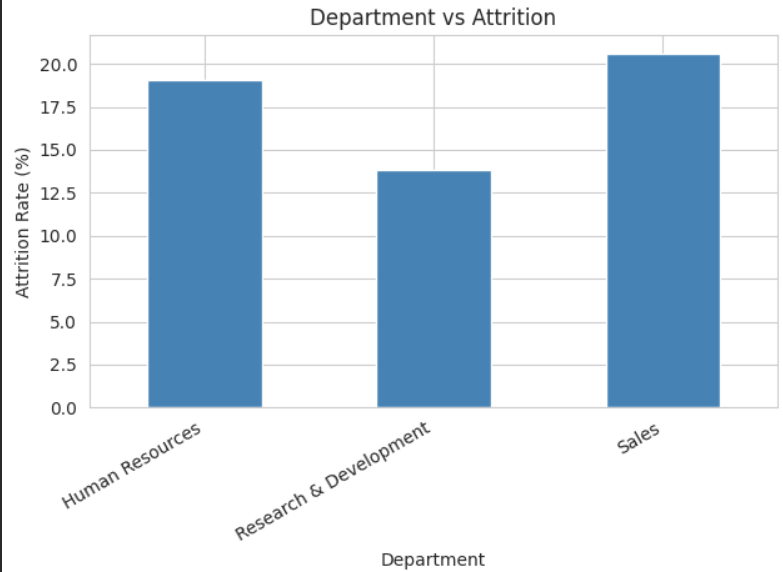 Department vs Attrition
Attrition Rate (%)
20.0
17.5
15.0
12.5
10.0
7.5
5.0
2.5
0.0
Human Resources
Research & Development
Sales
Department